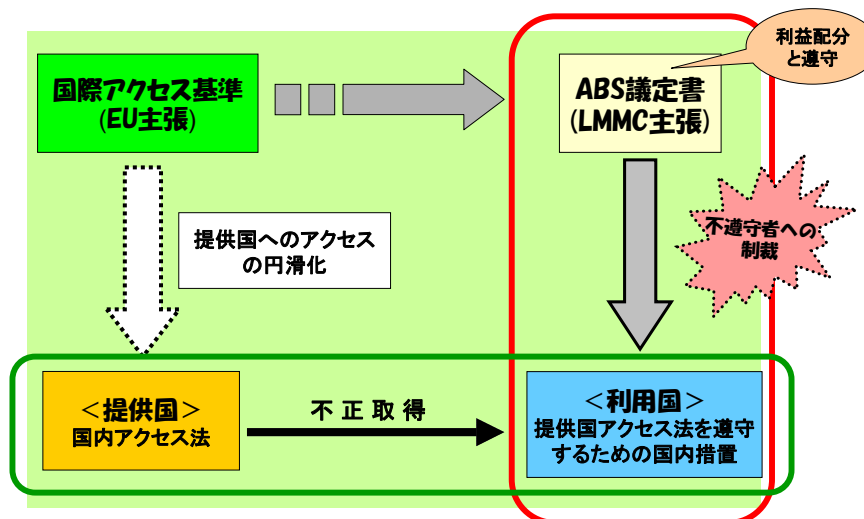 利益配分
と遵守
国際アクセス基準
(EU主張)
ABS議定書
(LMMC主張)
不遵守者への
制裁
提供国へのアクセス
の円滑化
＜提供国＞
国内アクセス法
不正取得
＜利用国＞
提供国アクセス法を遵守
するための国内措置